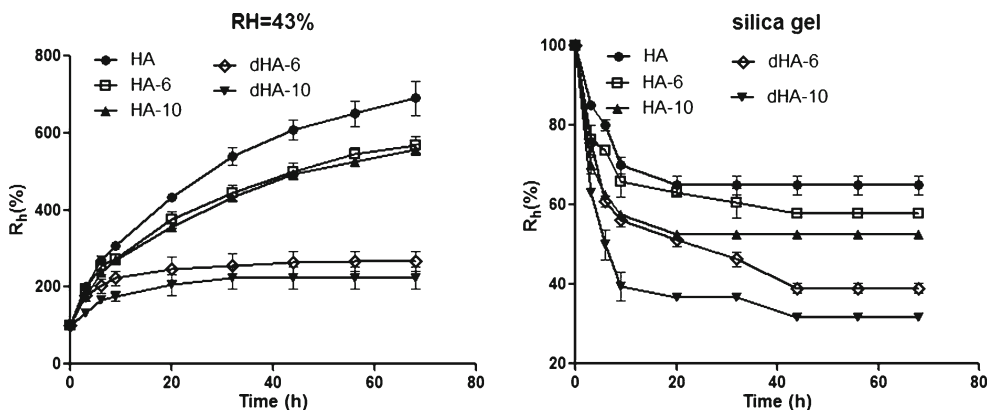 RH=43%
HA
HA-6
HA-10
dHA-6
dHA-10
800
600
400
200
0
Rh(%)
0 20 40 60 80
Time (h)
silica gel
HA
HA-6
HA-10
dHA-6
dHA-10
100
80
60
40
20
Rh(%)
0 20 40 60 80
Time (h)